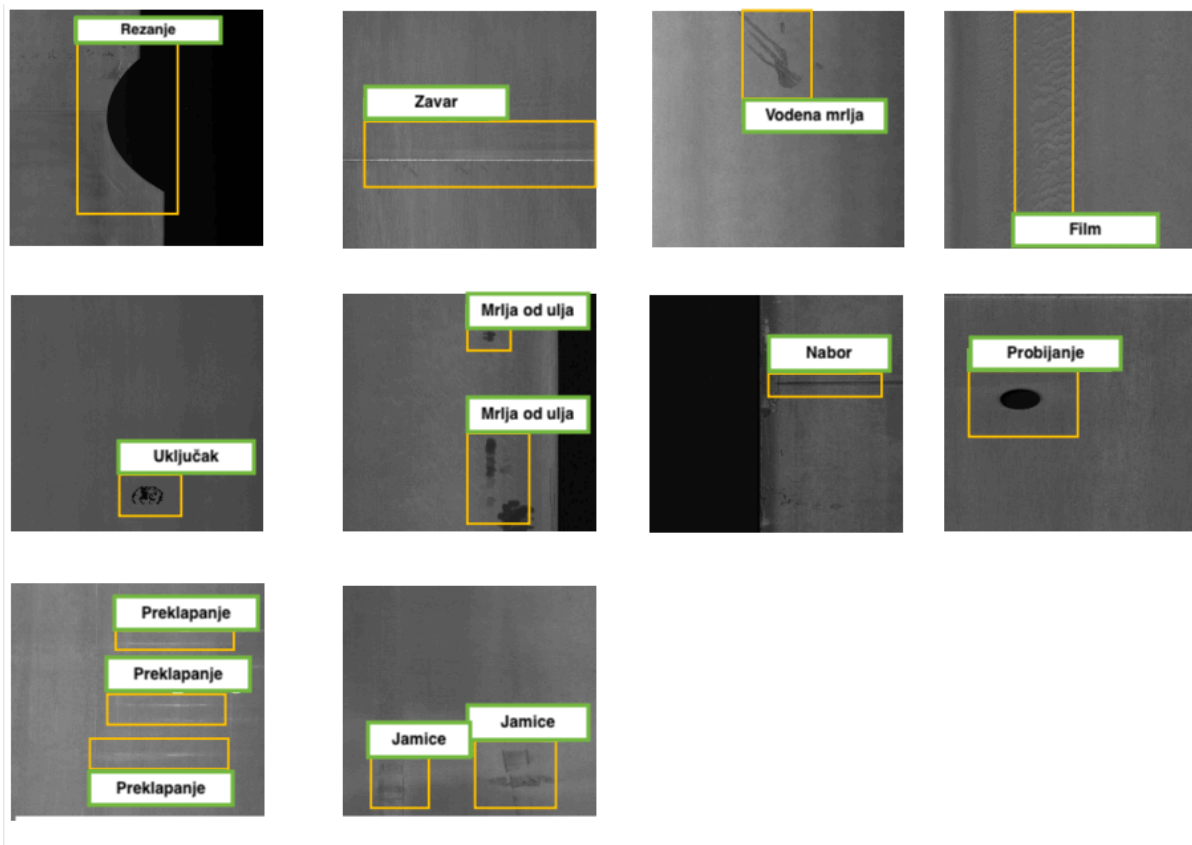 Rezanje
Zavar
Vodena mrlja
Film
Uključak
Mrlja od ulja
Mrlja od ulja
Nabor
Probijanje
Preklapanje
Preklapanje
Preklapanje
Jamice
Jamice